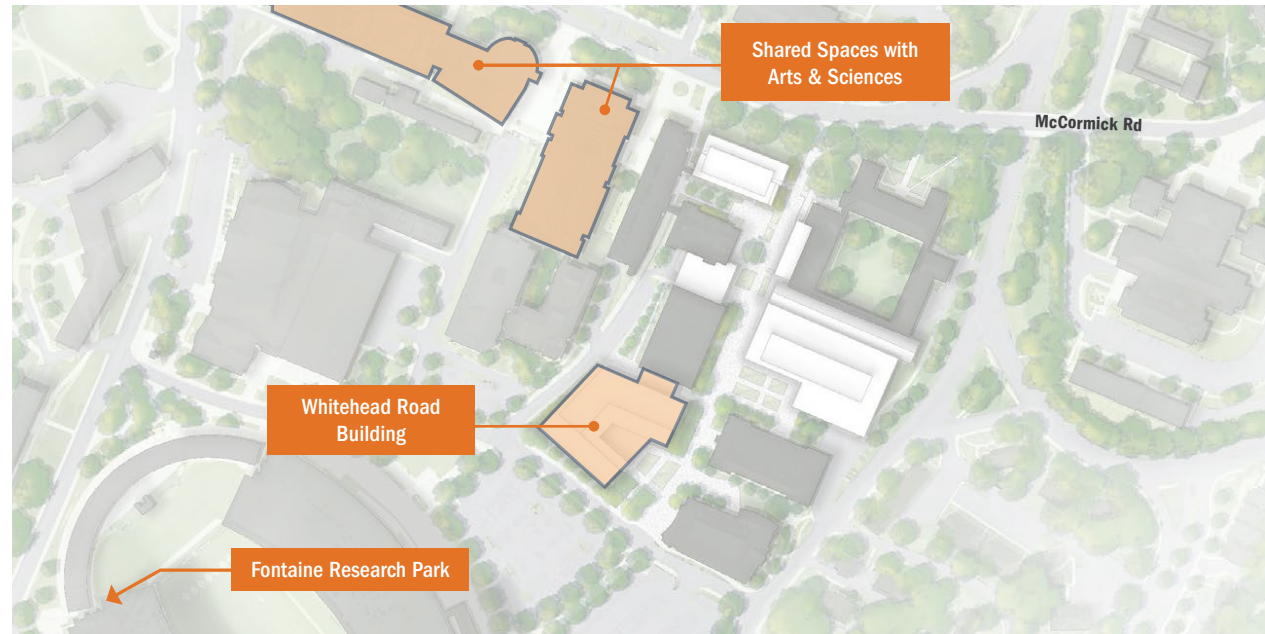 Shared Spaces with
Arts & Sciences
McCormick Rd
Whitehead Road
Building
Fontaine Research Park